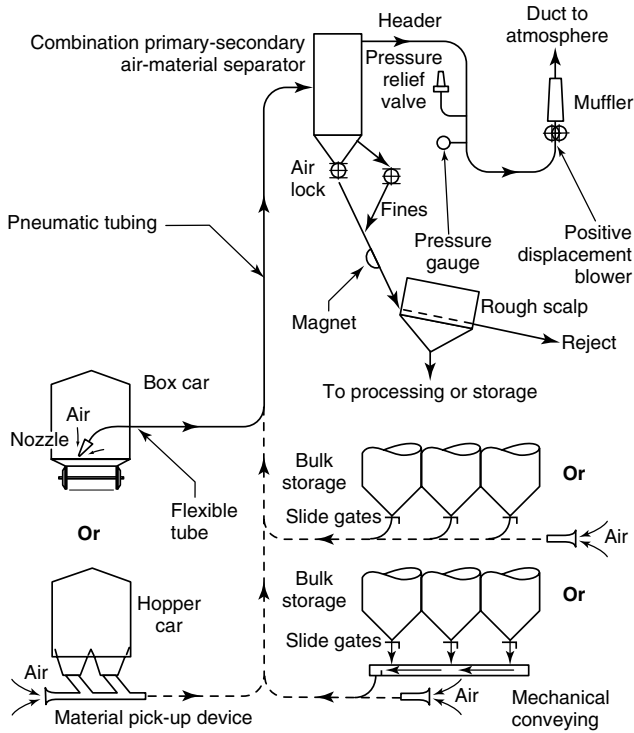 Header
Duct to
atmosphere
Combination primary-secondary
air-material separator
Pressure
relief
valve
Muffler
Air
lock
Fines
Pneumatic tubing
Pressure
gauge
Positive
displacement
blower
Magnet
Rough scalp
Reject
To processing or storage
Box car
Air
Nozzle
Flexible
tube
Or
Bulk
storage
Or
Slide gates
Air
Hopper
car
Bulk
storage
Or
Slide gates
Air
Material pick-up device
Air
Mechanical
conveying